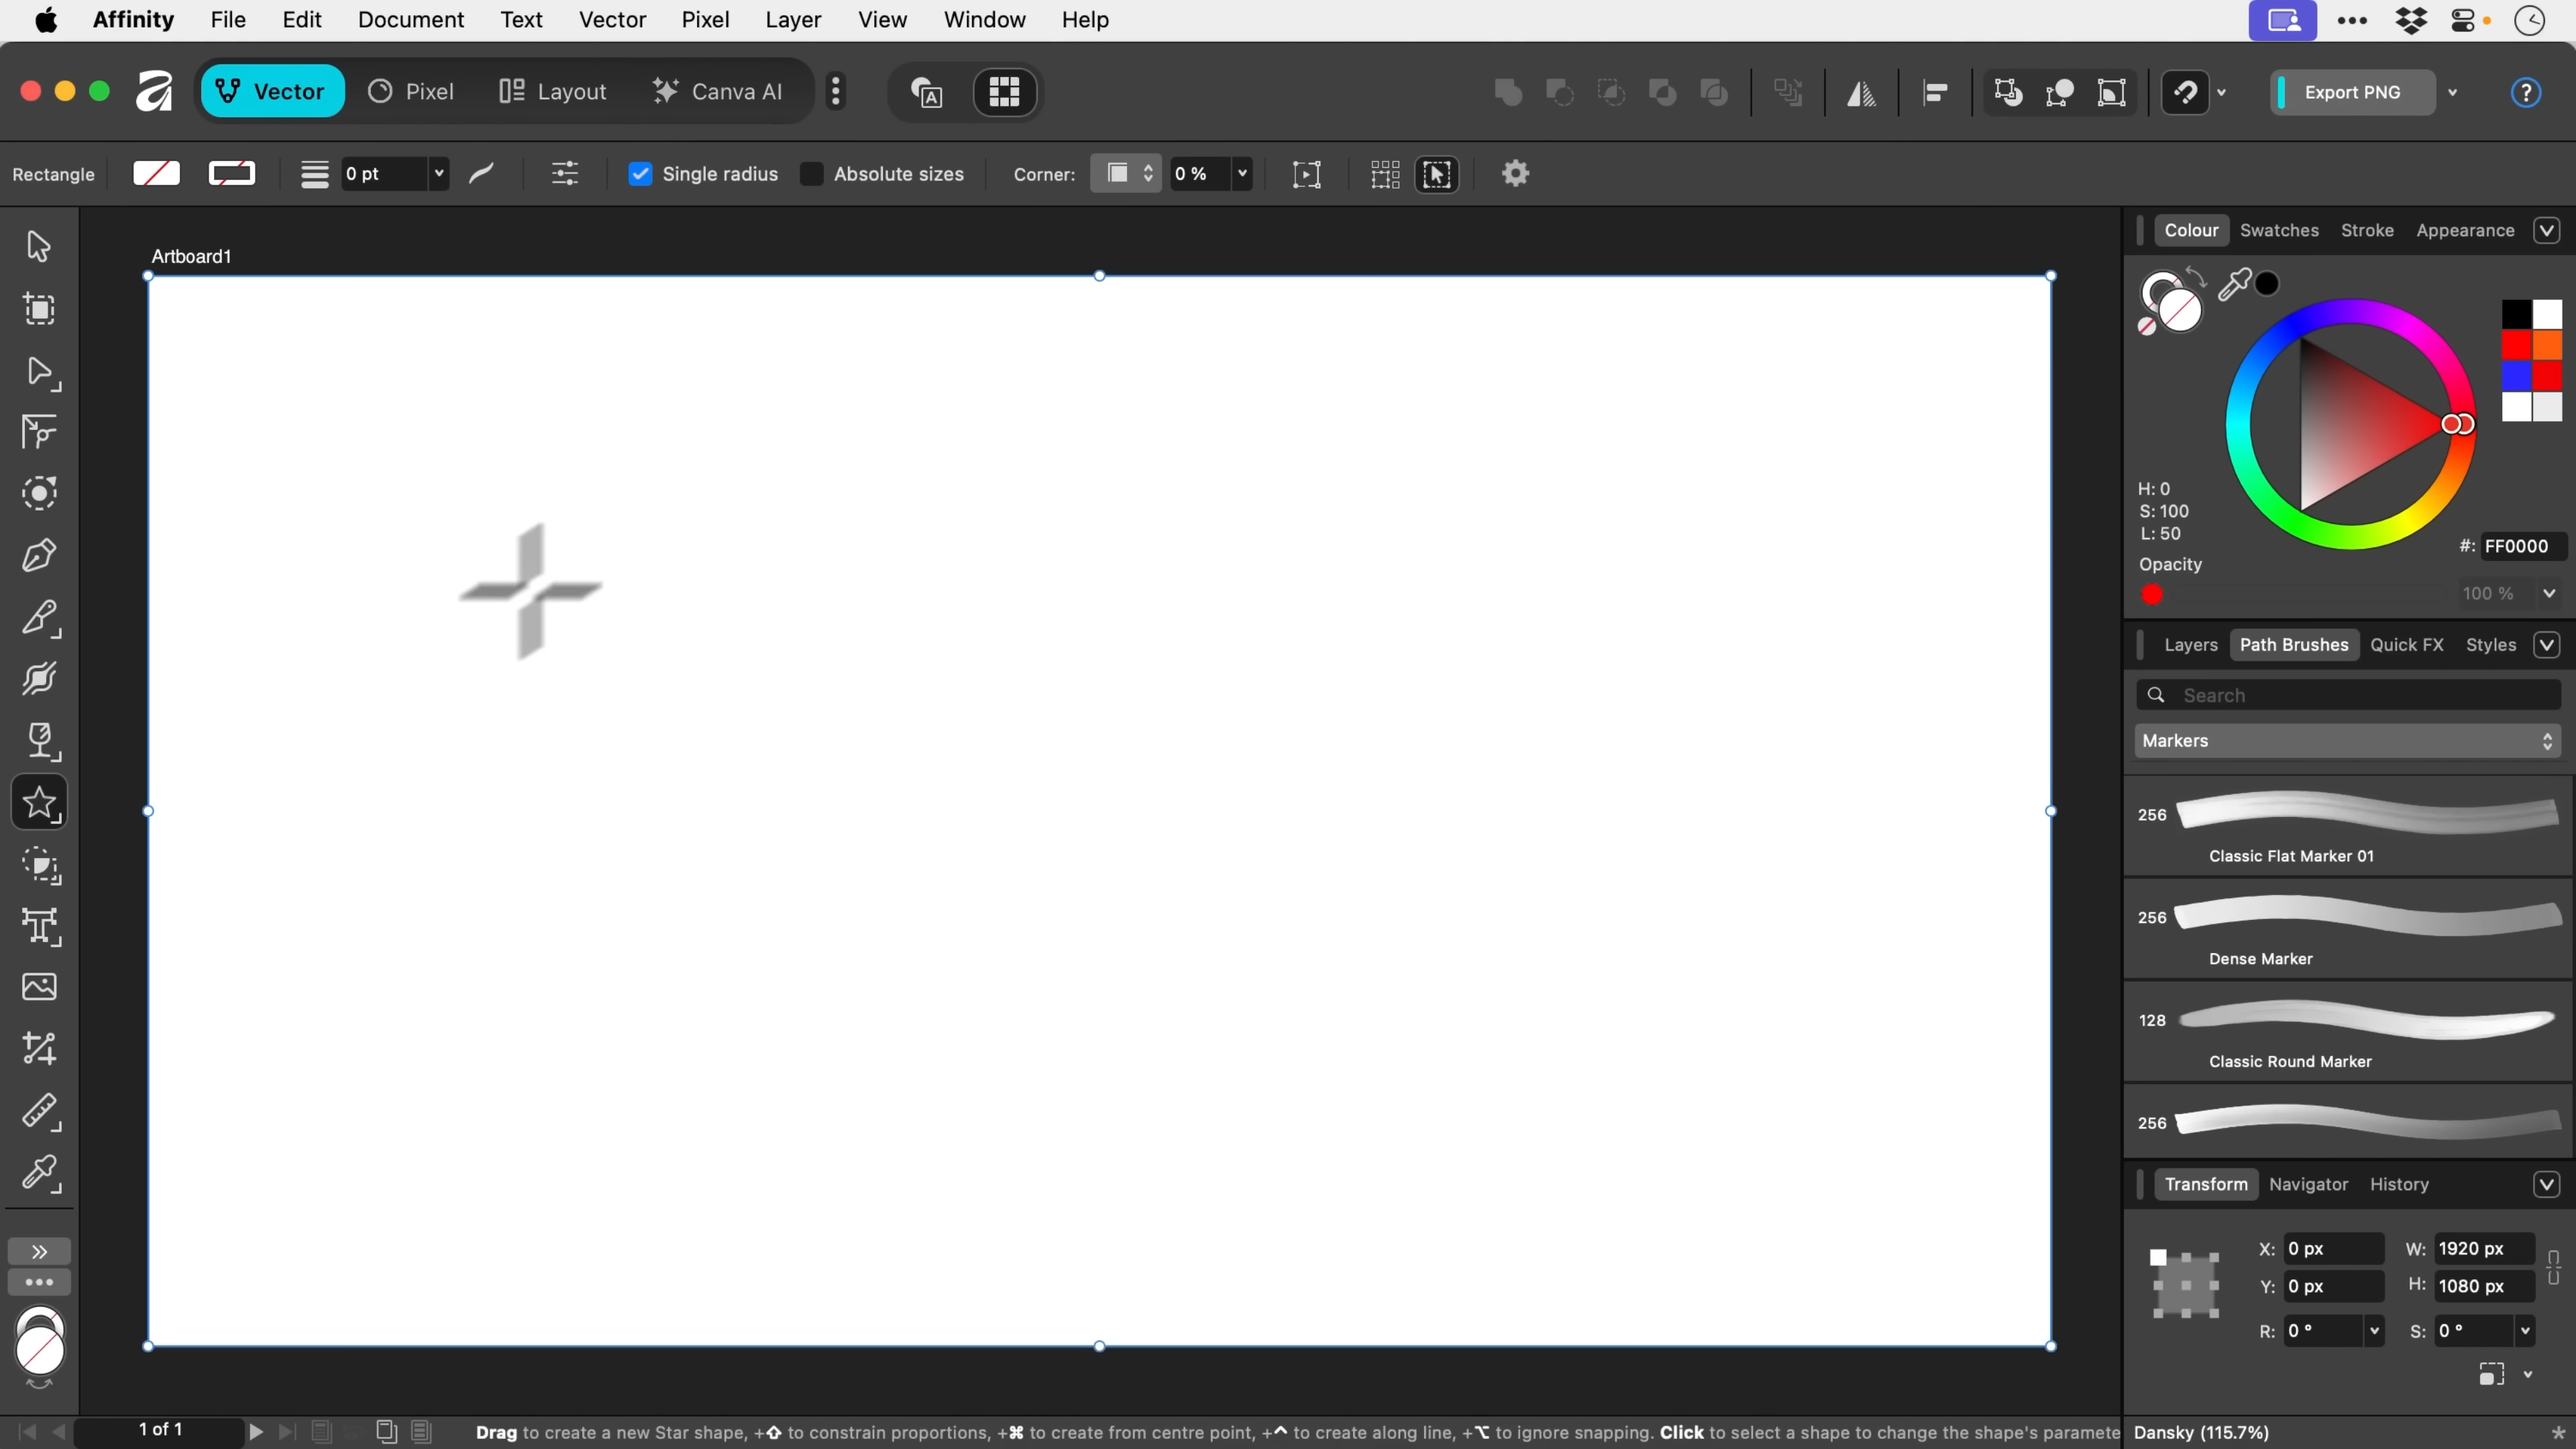 Affinity File Edit Document Text Vector Pixel Layer View Window Help
Vector Pixel Layout Canva AI Export PNG ?
Rectangle 0 pt Single radius Absolute sizes Corner: 0 %
Artboard1
Colour Swatches Stroke Appearance
H: 0
S: 100
L: 50
#: FF0000
Opacity
100 %
Layers Path Brushes Quick FX Styles
Search
Markers
256
Classic Flat Marker 01
256
Dense Marker
128
Classic Round Marker
256
Transform Navigator History
X: 0 px W: 1920 px
Y: 0 px H: 1080 px
R: 0 ° S: 0 °
1 of 1 Drag to create a new Star shape, +⇧ to constrain proportions, +⌘ to create from centre point, +^ to create along line, +⌥ to ignore snapping. Click to select a shape to change the shape's paramete Dansky (115.7%) *